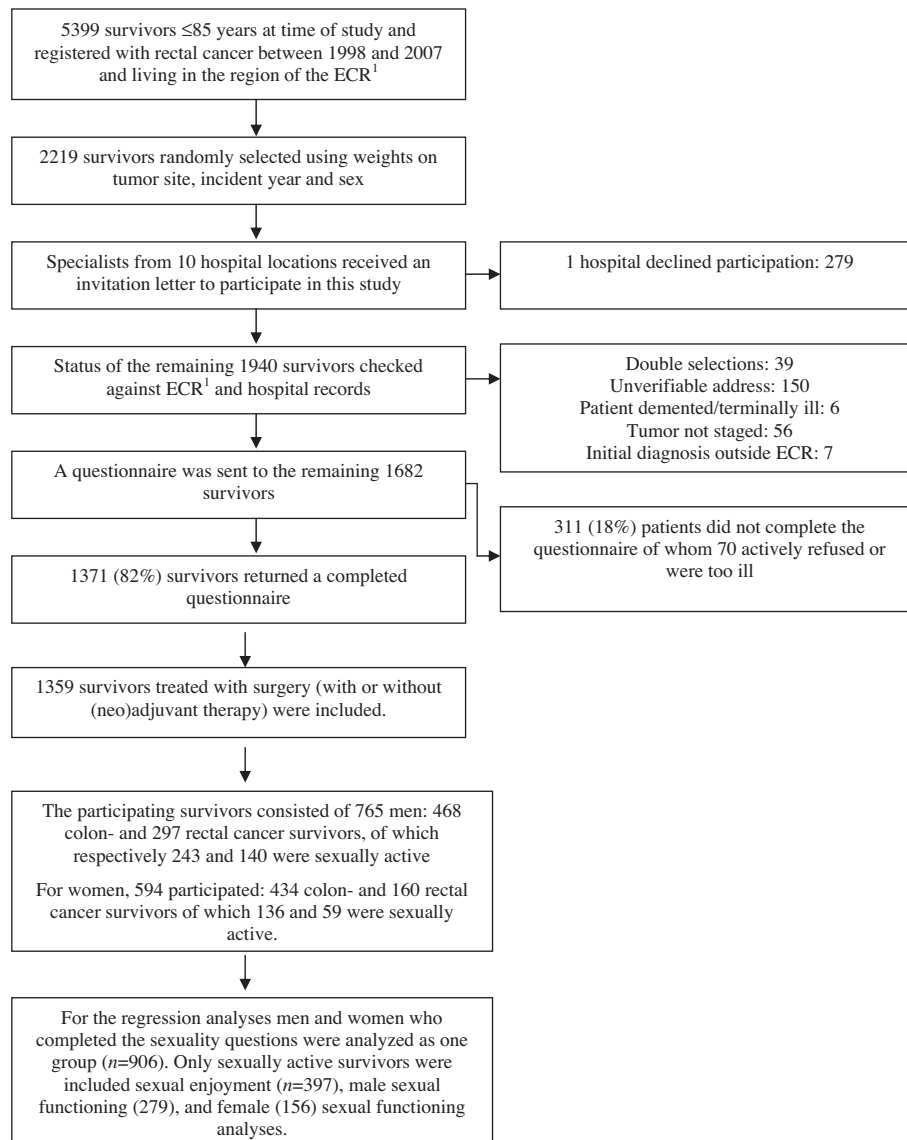 5399 survivors ≤85 years at time of study and
registered with rectal cancer between 1998 and 2007
and living in the region of the ECR1
2219 survivors randomly selected using weights on
tumor site, incident year and sex
Specialists from 10 hospital locations received an
invitation letter to participate in this study
1 hospital declined participation: 279
Status of the remaining 1940 survivors checked
against ECR1 and hospital records
Double selections: 39
Unverifiable address: 150
Patient demented/terminally ill: 6
Tumor not staged: 56
Initial diagnosis outside ECR: 7
A questionnaire was sent to the remaining 1682
survivors
311 (18%) patients did not complete the
questionnaire of whom 70 actively refused or
were too ill
1371 (82%) survivors returned a completed
questionnaire
1359 survivors treated with surgery (with or without
(neo)adjuvant therapy) were included.
The participating survivors consisted of 765 men: 468
colon- and 297 rectal cancer survivors, of which
respectively 243 and 140 were sexually active
For women, 594 participated: 434 colon- and 160 rectal
cancer survivors of which 136 and 59 were sexually
active.
For the regression analyses men and women who
completed the sexuality questions were analyzed as one
group (n=906). Only sexually active survivors were
included sexual enjoyment (n=397), male sexual
functioning (279), and female (156) sexual functioning
analyses.